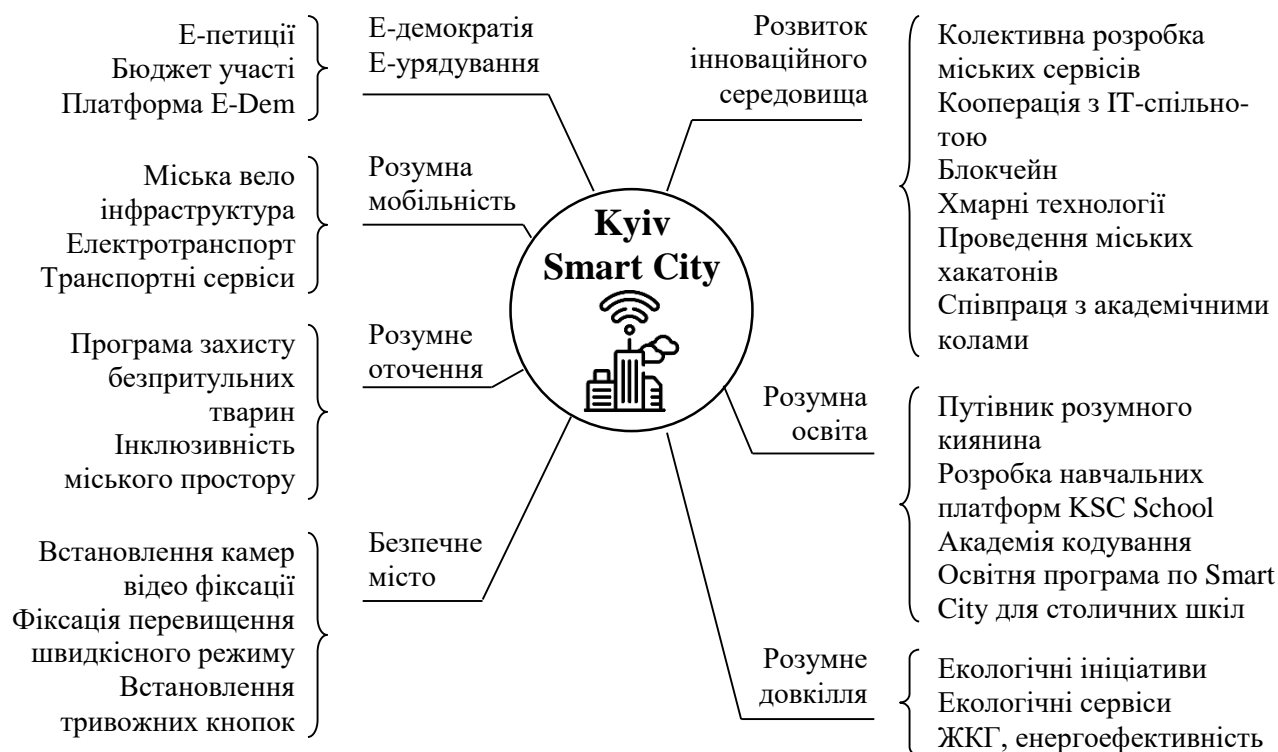 Е-петиції
Бюджет участі
Платформа E-Dem
Е-демократія
Е-урядування
Міська вело
інфраструктура
Електротранспорт
Транспортні сервіси
Розумна
мобільність
Програма захисту
безпритульних
тварин
Інклюзивність
міського простору
Розумне
оточення
Встановлення камер
відео фіксації
Фіксація перевищення
швидкісного режиму
Встановлення
тривожних кнопок
Безпечне
місто
Kyiv
Smart City
Розвиток
інноваційного
середовища
Колективна розробка
міських сервісів
Кооперація з ІТ-спільно-
тою
Блокчейн
Хмарні технології
Проведення міських
хакатонів
Співпраця з академічними
колами
Розумна
освіта
Путівник розумного
киянина
Розробка навчальних
платформ KSC School
Академія кодування
Освітня програма по Smart
City для столичних шкіл
Розумне
довкілля
Екологічні ініціативи
Екологічні сервіси
ЖКГ, енергоефективність